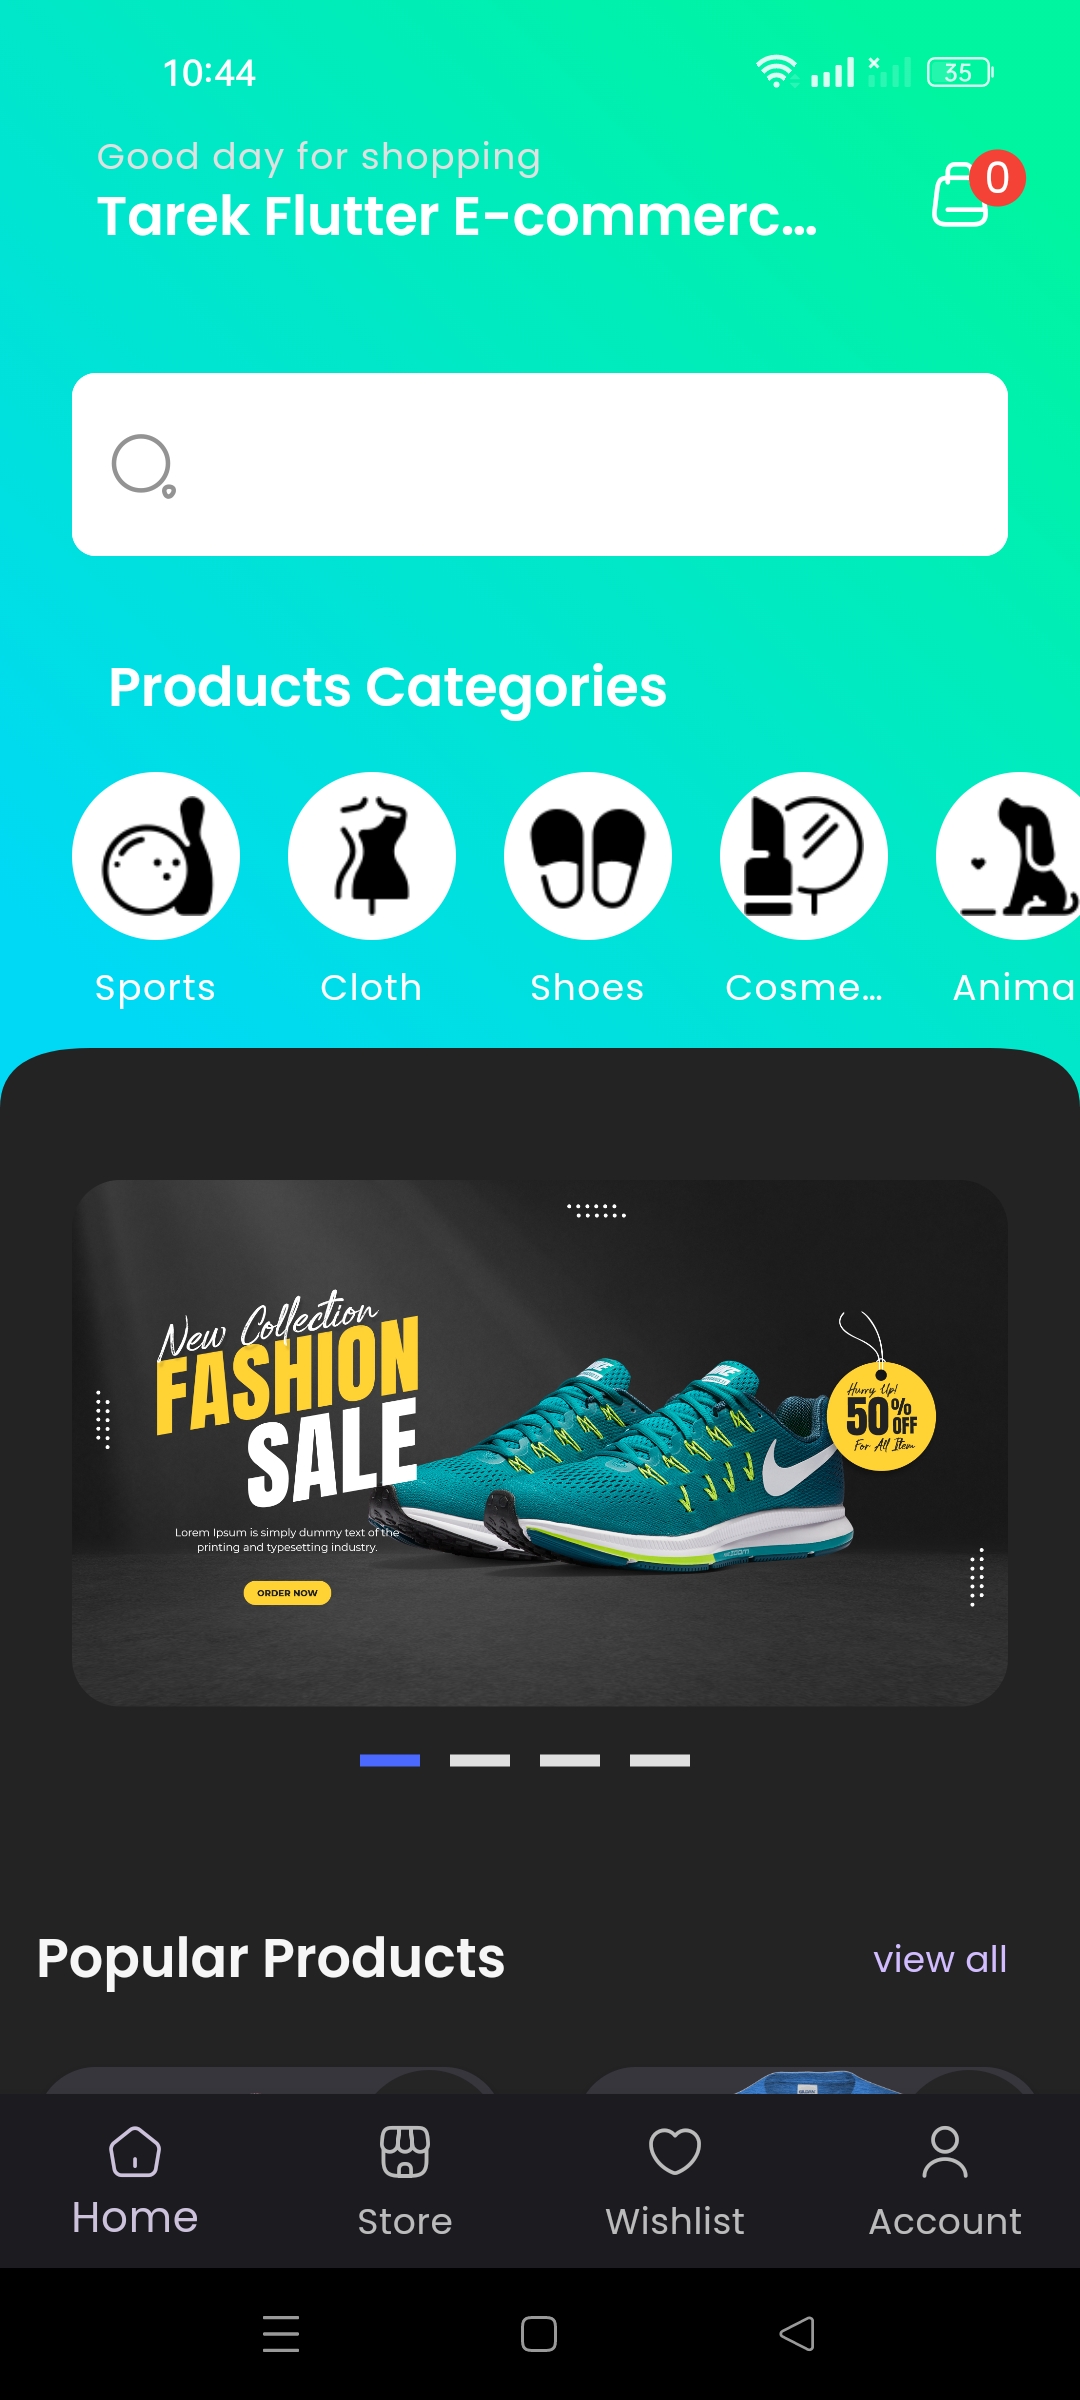 10:44
35
Good day for shopping
Tarek Flutter E-commerc...
0
Products Categories
Sports
Cloth
Shoes
Cosme...
Anima
New Collection
FASHION
SALE
Lorem Ipsum is simply dummy text of the
printing and typesetting industry.
ORDER NOW
Hurry Up!
50% OFF
For All Item
Popular Products
view all
Home
Store
Wishlist
Account